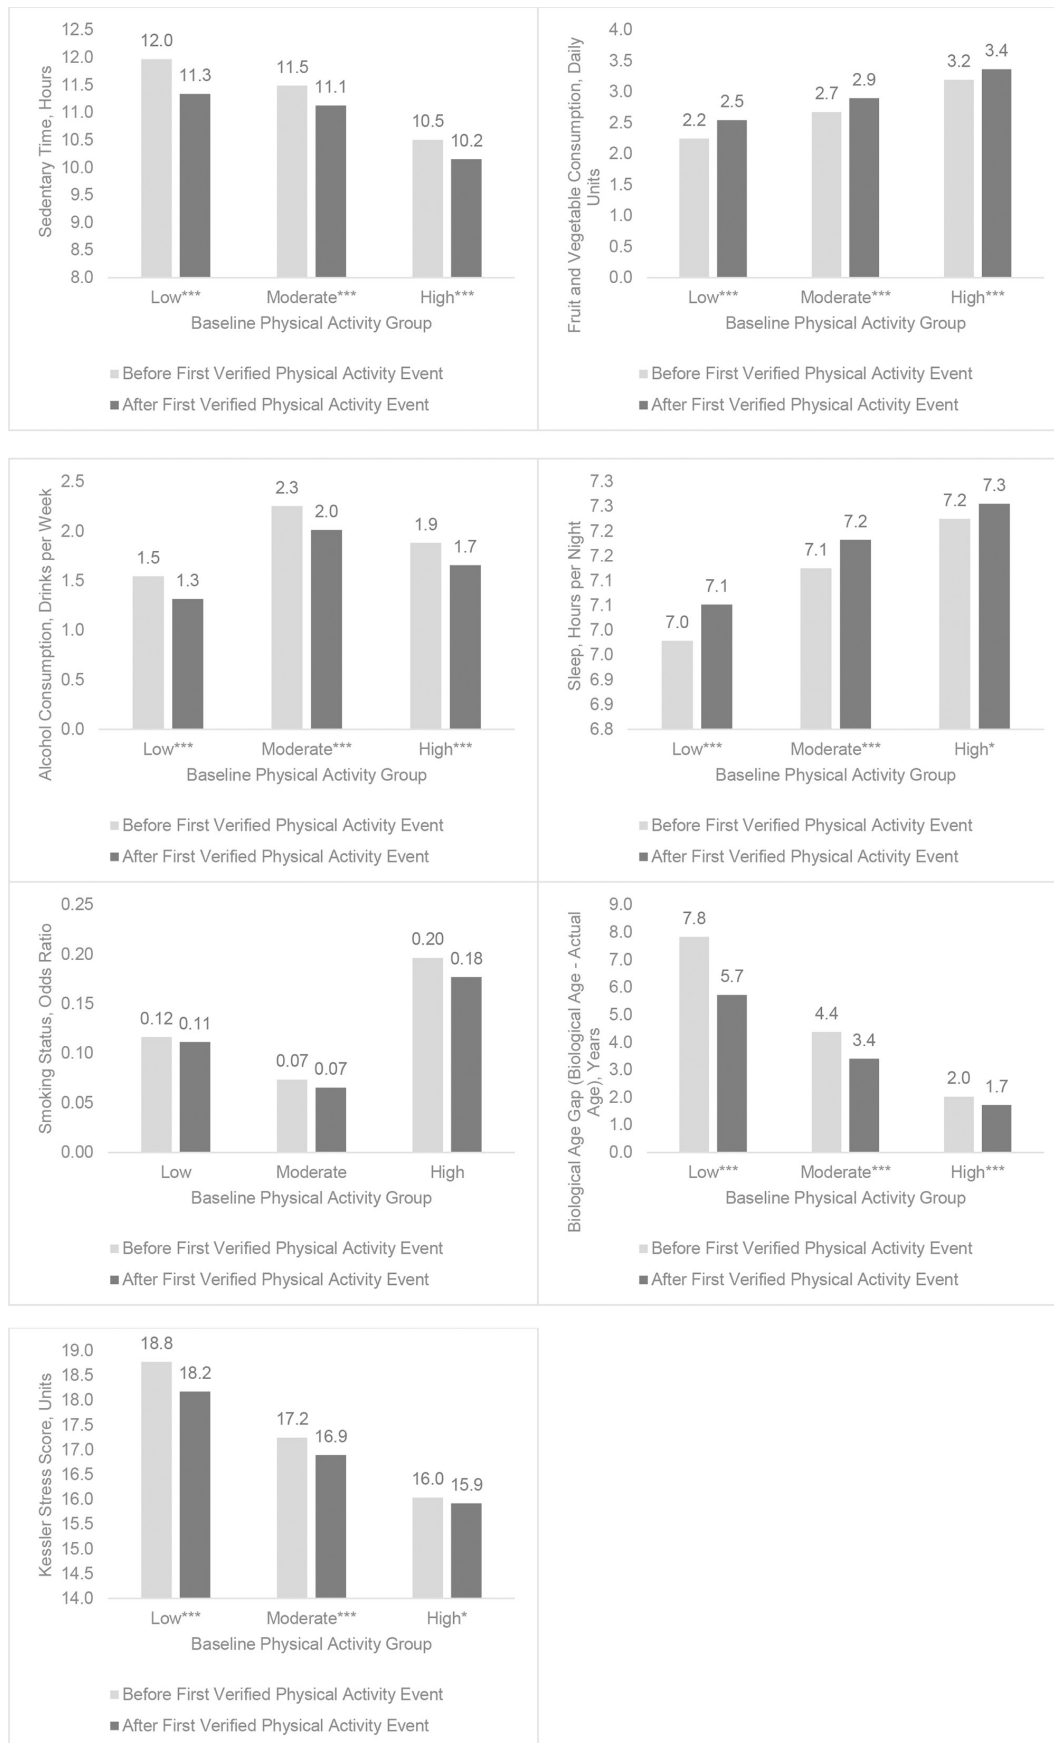 Sedentary Time, Hours
12.5
12.0
11.5
11.0
10.5
10.0
9.5
9.0
8.5
8.0
12.0
11.3
11.5
11.1
10.5
10.2
Low***
Moderate***
High***
Baseline Physical Activity Group
Before First Verified Physical Activity Event
After First Verified Physical Activity Event
Fruit and Vegetable Consumption, Daily
Units
4.0
3.5
3.0
2.5
2.0
1.5
1.0
0.5
0.0
2.2
2.5
2.7
2.9
3.2
3.4
Low***
Moderate***
High***
Baseline Physical Activity Group
Before First Verified Physical Activity Event
After First Verified Physical Activity Event
Alcohol Consumption, Drinks per Week
2.5
2.0
1.5
1.0
0.5
0.0
1.5
1.3
2.3
2.0
1.9
1.7
Low***
Moderate***
High***
Baseline Physical Activity Group
Before First Verified Physical Activity Event
After First Verified Physical Activity Event
Sleep, Hours per Night
7.3
7.3
7.2
7.2
7.1
7.1
7.0
7.0
6.9
6.9
6.8
7.0
7.1
7.1
7.2
7.2
7.3
Low***
Moderate***
High*
Baseline Physical Activity Group
Before First Verified Physical Activity Event
After First Verified Physical Activity Event
Smoking Status, Odds Ratio
0.25
0.20
0.15
0.10
0.05
0.00
0.12
0.11
0.07
0.07
0.20
0.18
Low
Moderate
High
Baseline Physical Activity Group
Before First Verified Physical Activity Event
After First Verified Physical Activity Event
Biological Age Gap (Biological Age - Actual
Age), Years
9.0
8.0
7.0
6.0
5.0
4.0
3.0
2.0
1.0
0.0
7.8
5.7
4.4
3.4
2.0
1.7
Low***
Moderate***
High***
Baseline Physical Activity Group
Before First Verified Physical Activity Event
After First Verified Physical Activity Event
Kessler Stress Score, Units
19.0
18.5
18.0
17.5
17.0
16.5
16.0
15.5
15.0
14.5
14.0
18.8
18.2
17.2
16.9
16.0
15.9
Low***
Moderate***
High*
Baseline Physical Activity Group
Before First Verified Physical Activity Event
After First Verified Physical Activity Event